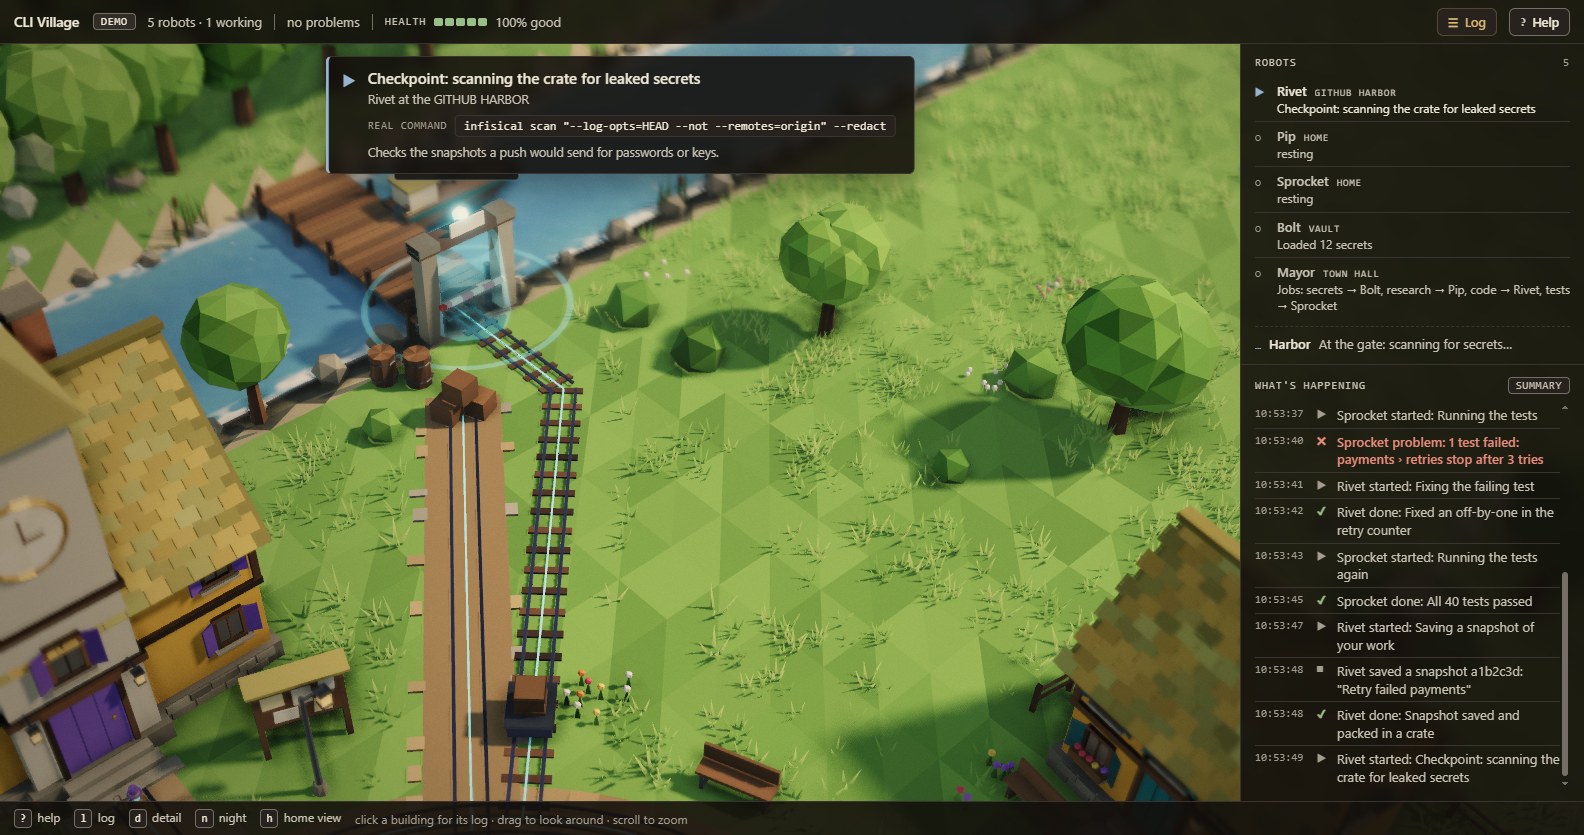 CLI Village DEMO 5 robots · 1 working no problems HEALTH 100% good
☰ Log ? Help
Checkpoint: scanning the crate for leaked secrets
Rivet at the GITHUB HARBOR
REAL COMMAND infisical scan "--log-opts=HEAD --not --remotes=origin" --redact
Checks the snapshots a push would send for passwords or keys.
ROBOTS 5
Rivet GITHUB HARBOR
Checkpoint: scanning the crate for leaked secrets
Pip HOME
resting
Sprocket HOME
resting
Bolt VAULT
Loaded 12 secrets
Mayor TOWN HALL
Jobs: secrets → Bolt, research → Pip, code → Rivet, tests
→ Sprocket
Harbor At the gate: scanning for secrets...
WHAT'S HAPPENING SUMMARY
10:53:37 ▶ Sprocket started: Running the tests
10:53:40 ✕ Sprocket problem: 1 test failed:
payments › retries stop after 3 tries
10:53:41 ▶ Rivet started: Fixing the failing test
10:53:42 ✓ Rivet done: Fixed an off-by-one in the
retry counter
10:53:43 ▶ Sprocket started: Running the tests
again
10:53:45 ✓ Sprocket done: All 40 tests passed
10:53:47 ▶ Rivet started: Saving a snapshot of
your work
10:53:48 ■ Rivet saved a snapshot a1b2c3d:
"Retry failed payments"
10:53:48 ✓ Rivet done: Snapshot saved and
packed in a crate
10:53:49 ▶ Rivet started: Checkpoint: scanning the
crate for leaked secrets
? help l log d detail n night h home view click a building for its log · drag to look around · scroll to zoom